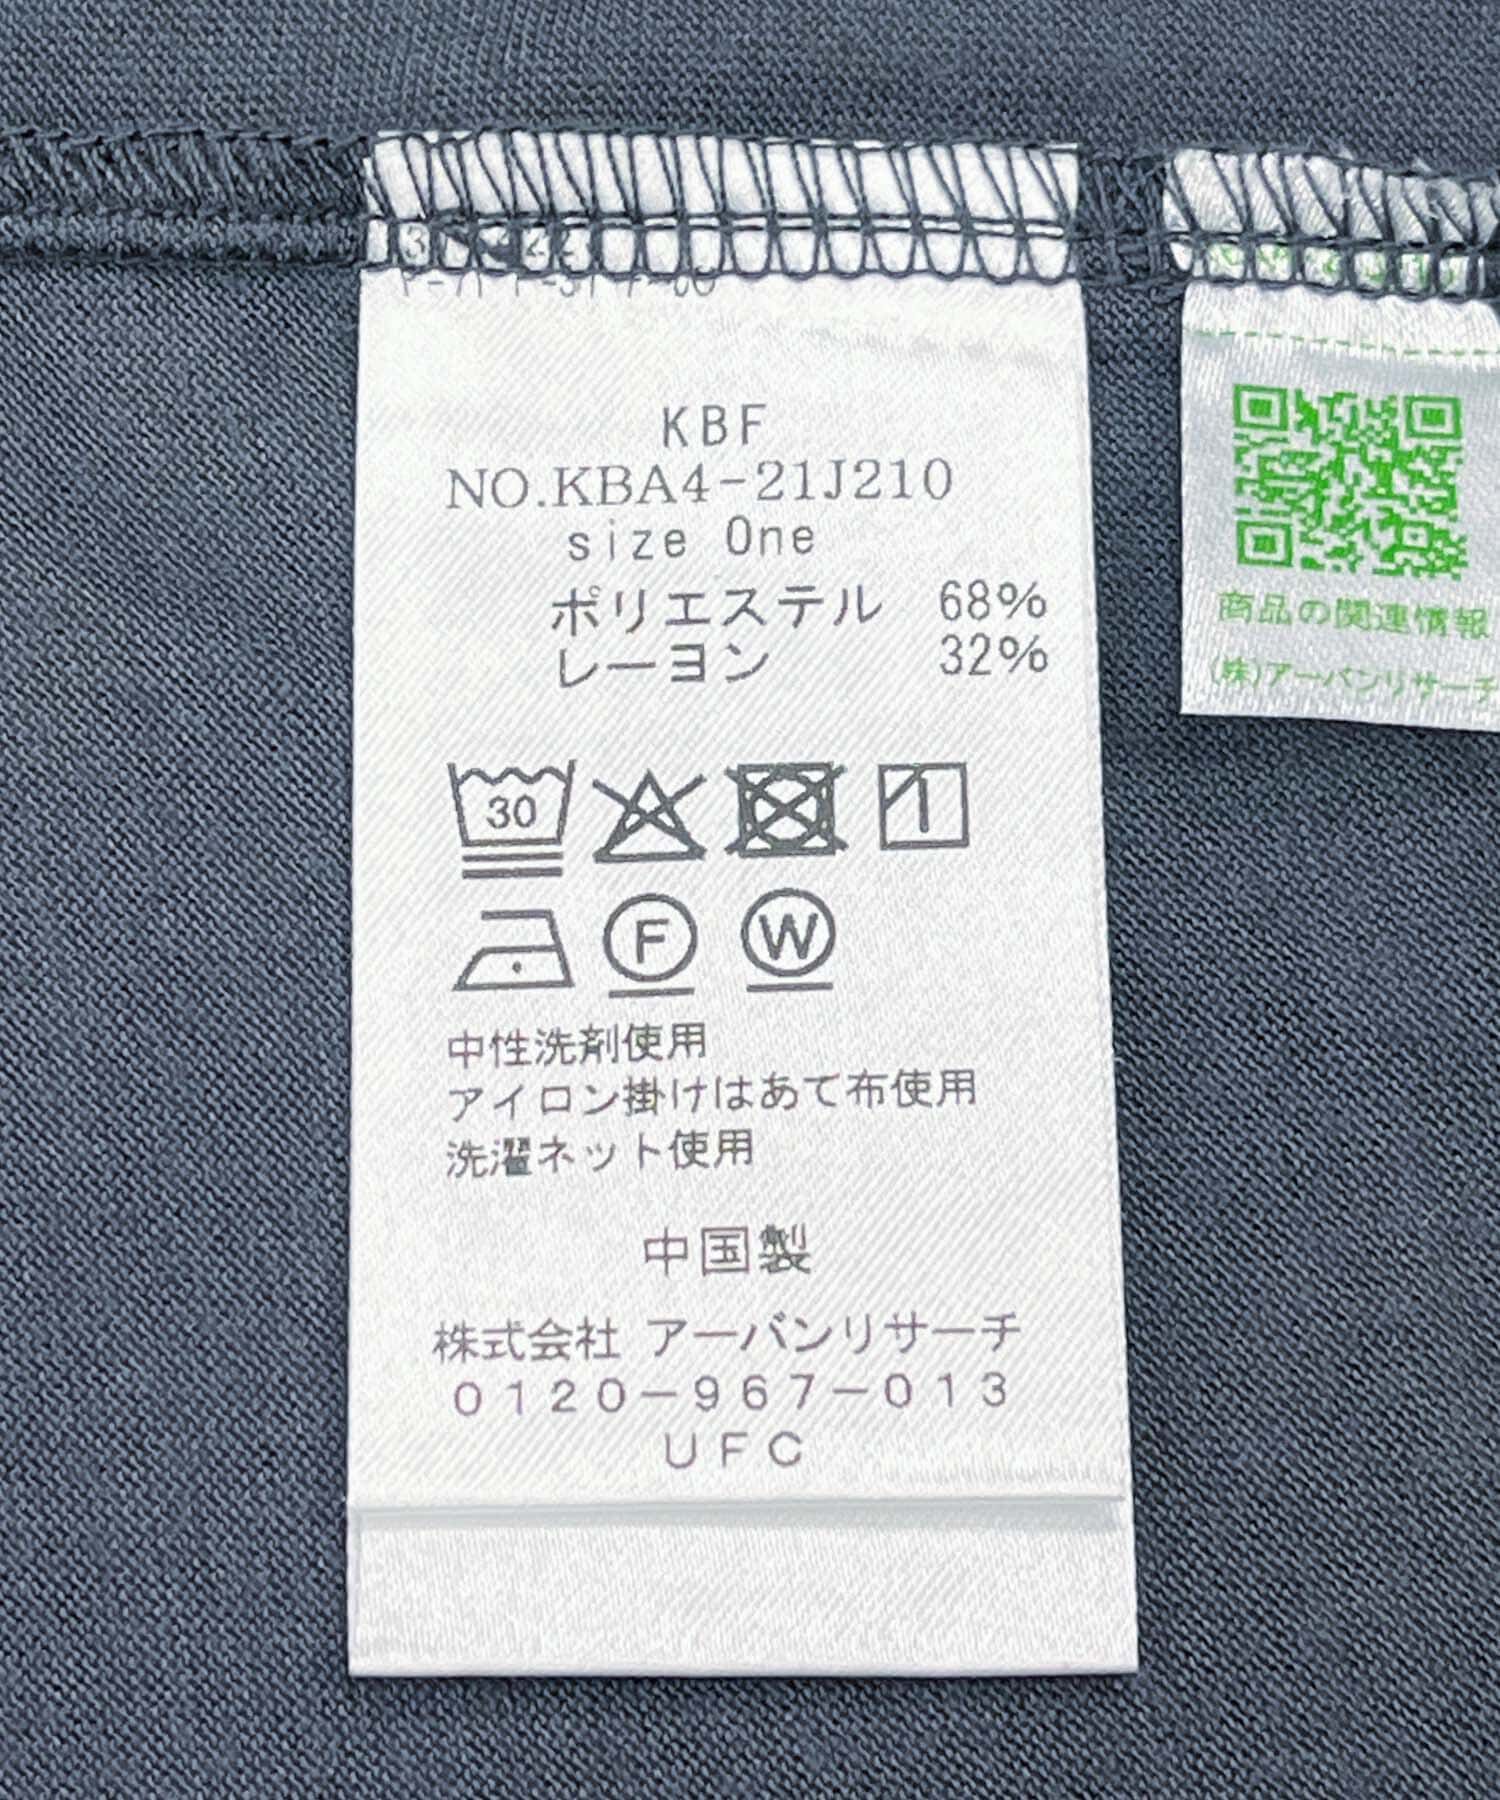 KBF
NO.KBA4-21J210
size One
ポリエステル 68%
レーヨン 32%
30
F W
中性洗剤使用
アイロン掛けはあて布使用
洗濯ネット使用
中国製
株式会社 アーバンリサーチ
0120-967-013
UFC
商品の関連情報
(株)アーバンリサーチ